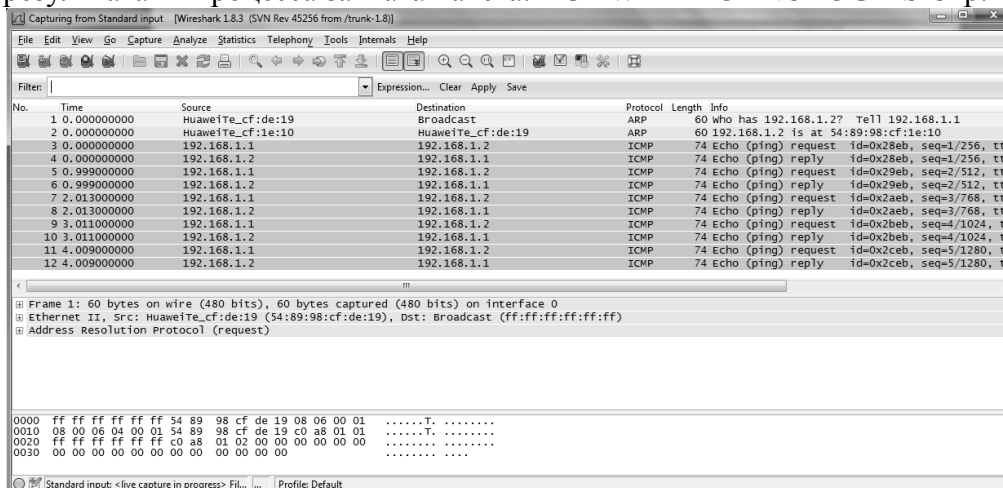 Capturing from Standard input [Wireshark 1.8.3 (SVN Rev 45256 from /trunk-1.8)]
File Edit View Go Capture Analyze Statistics Telephony Tools Internals Help
Filter: Expression... Clear Apply Save
No. Time Source Destination Protocol Length Info
1 0.000000000 HuaweiTe_cf:de:19 Broadcast ARP 60 Who has 192.168.1.2? Tell 192.168.1.1
2 0.000000000 HuaweiTe_cf:1e:10 HuaweiTe_cf:de:19 ARP 60 192.168.1.2 is at 54:89:98:cf:1e:10
3 0.000000000 192.168.1.1 192.168.1.2 ICMP 74 Echo (ping) request id=0x28eb, seq=1/256, tt
4 0.000000000 192.168.1.2 192.168.1.1 ICMP 74 Echo (ping) reply id=0x28eb, seq=1/256, tt
5 0.999000000 192.168.1.1 192.168.1.2 ICMP 74 Echo (ping) request id=0x29eb, seq=2/512, tt
6 0.999000000 192.168.1.2 192.168.1.1 ICMP 74 Echo (ping) reply id=0x29eb, seq=2/512, tt
7 2.013000000 192.168.1.1 192.168.1.2 ICMP 74 Echo (ping) request id=0x2aeb, seq=3/768, tt
8 2.013000000 192.168.1.2 192.168.1.1 ICMP 74 Echo (ping) reply id=0x2aeb, seq=3/768, tt
9 3.011000000 192.168.1.1 192.168.1.2 ICMP 74 Echo (ping) request id=0x2beb, seq=4/1024, t
10 3.011000000 192.168.1.2 192.168.1.1 ICMP 74 Echo (ping) reply id=0x2beb, seq=4/1024, t
11 4.009000000 192.168.1.1 192.168.1.2 ICMP 74 Echo (ping) request id=0x2ceb, seq=5/1280, t
12 4.009000000 192.168.1.2 192.168.1.1 ICMP 74 Echo (ping) reply id=0x2ceb, seq=5/1280, t
Frame 1: 60 bytes on wire (480 bits), 60 bytes captured (480 bits) on interface 0
Ethernet II, Src: HuaweiTe_cf:de:19 (54:89:98:cf:de:19), Dst: Broadcast (ff:ff:ff:ff:ff:ff)
Address Resolution Protocol (request)
0000 ff ff ff ff ff ff 54 89 98 cf de 19 08 06 00 01 ......T. ........
0010 08 00 06 04 00 01 54 89 98 cf de 19 c0 a8 01 01 ......T. ........
0020 ff ff ff ff ff ff c0 a8 01 02 00 00 00 00 00 00 ........ ........
0030 00 00 00 00 00 00 00 00 00 00 00 00 ........ ....
Standard input: <live capture in progress> Fil... ... Profile: Default